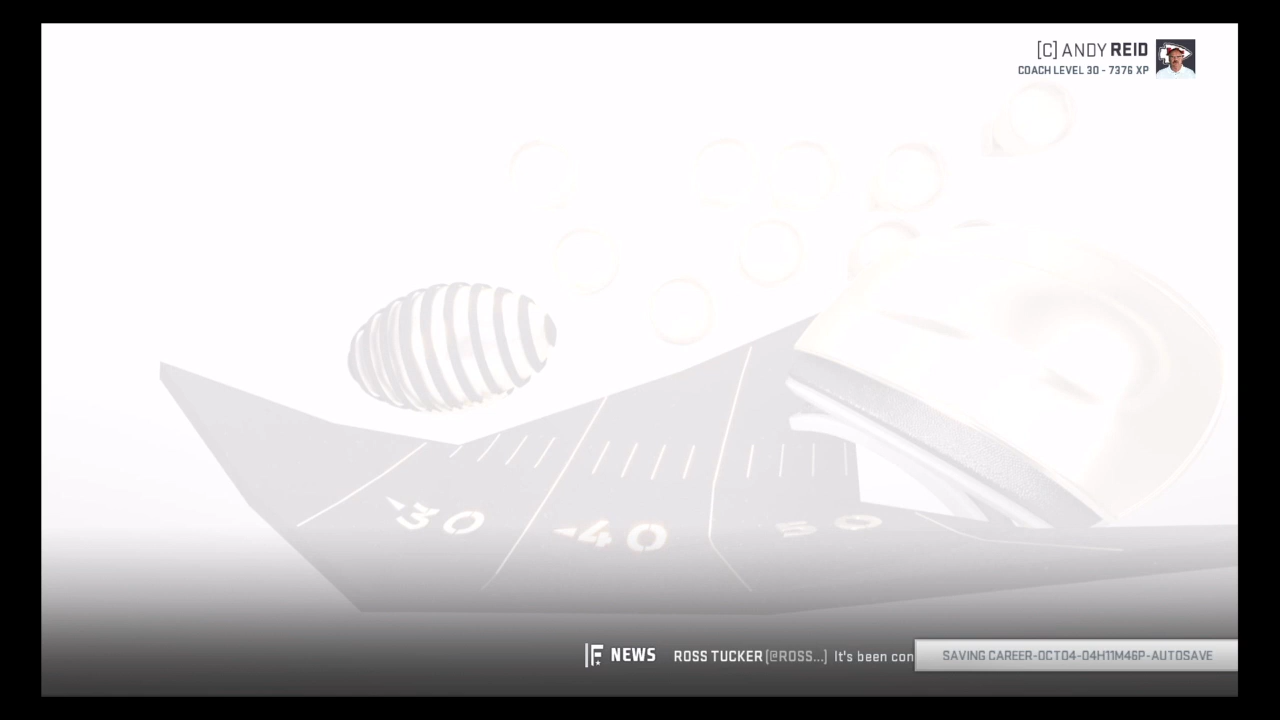 [C] ANDY REID
COACH LEVEL 30 - 7376 XP
30 40 50
NEWS ROSS TUCKER (@ROSS...) It's been con
SAVING CAREER-OCT04-04H11M46P-AUTOSAVE